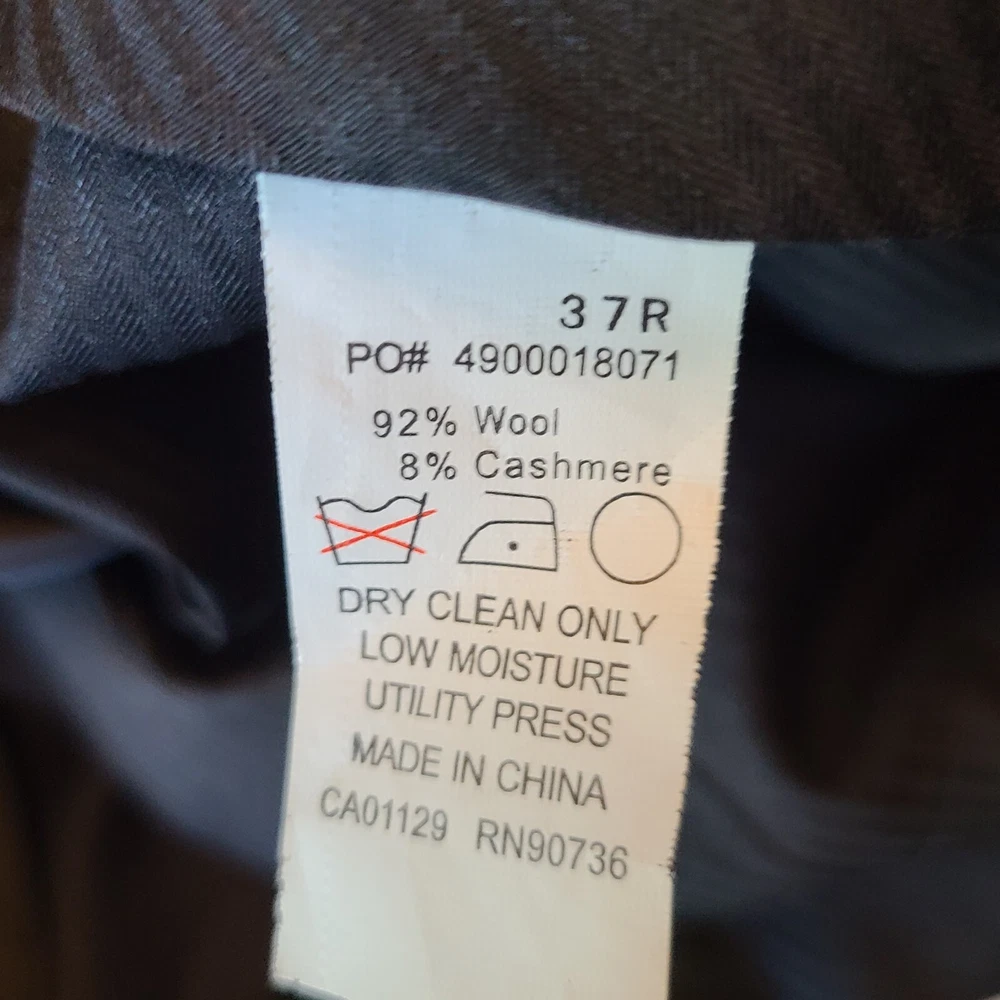 37R
PO# 4900018071
92% Wool
8% Cashmere
DRY CLEAN ONLY
LOW MOISTURE
UTILITY PRESS
MADE IN CHINA
CA01129 RN90736